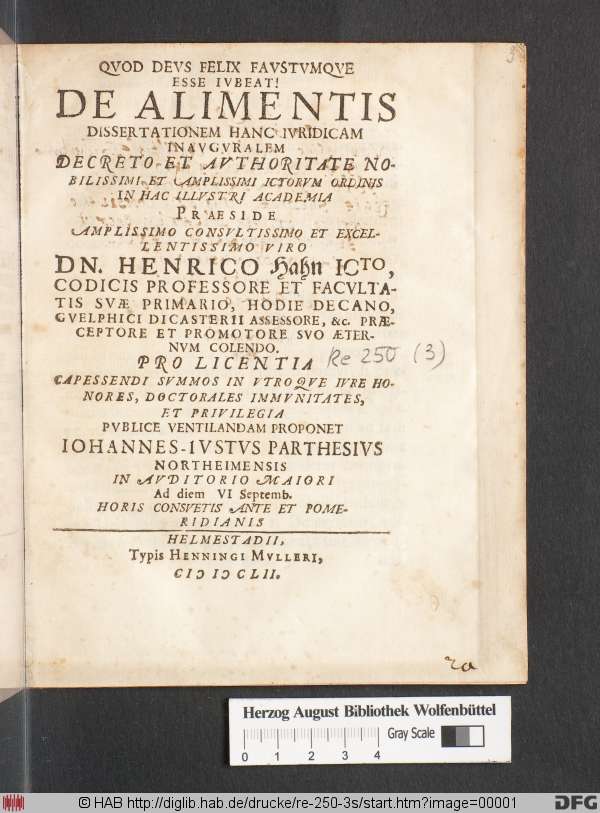 QVOD DEVS FELIX FAVSTVMQVE
ESSE IVBEAT!
DE ALIMENTIS
DISSERTATIONEM HANC IVRIDICAM
INAVGVRALEM
DECRETO ET AVTHORITATE NO-
BILISSIMI ET AMPLISSIMI ICTORVM ORDINIS
IN HAC ILLVSTRI ACADEMIA
PRAESIDE
AMPLISSIMO CONSVLTISSIMO ET EXCEL-
LENTISSIMO VIRO
DN. HENRICO Hahn ICTO,
CODICIS PROFESSORE ET FACVLTA-
TIS SVÆ PRIMARIO, HODIE DECANO,
GVELPHICI DICASTERII ASSESSORE, &c. PRÆ-
CEPTORE ET PROMOTORE SVO ÆTER-
NVM COLENDO.
PRO LICENTIA
Re 250 (3)
CAPESSENDI SVMMOS IN VTROQVE IVRE HO-
NORES, DOCTORALES IMMVNITATES,
ET PRIVILEGIA
PVBLICE VENTILANDAM PROPONET
IOHANNES-IVSTVS PARTHESIVS
NORTHEIMENSIS
IN AVDITORIO MAIORI
Ad diem VI Septemb.
HORIS CONSVETIS ANTE ET POME-
RIDIANIS
HELMESTADII,
Typis HENNINGI MVLLERI,
CIↃ IↃ CLII.
Herzog August Bibliothek Wolfenbüttel
Gray Scale
0 1 2 3 4
© HAB http://diglib.hab.de/drucke/re-250-3s/start.htm?image=00001
DFG